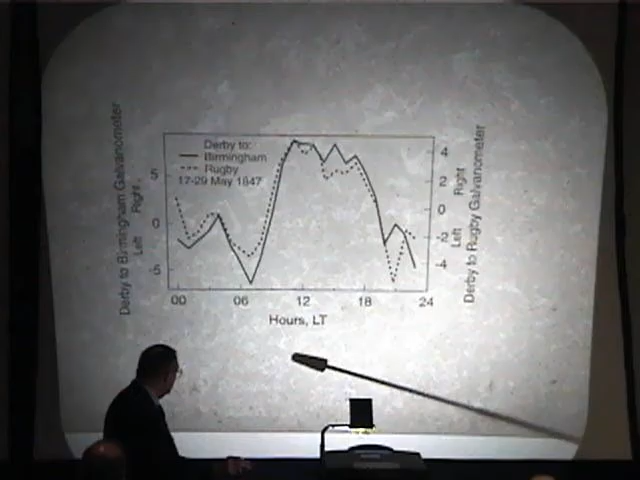 Derby to:
Birmingham
Rugby
17-29 May 1847
Derby to Birmingham Galvanometer
Left Right
5
0
-5
4
2
0
-2
-4
Left Right
Derby to Rugby Galvanometer
00 06 12 18 24
Hours, LT